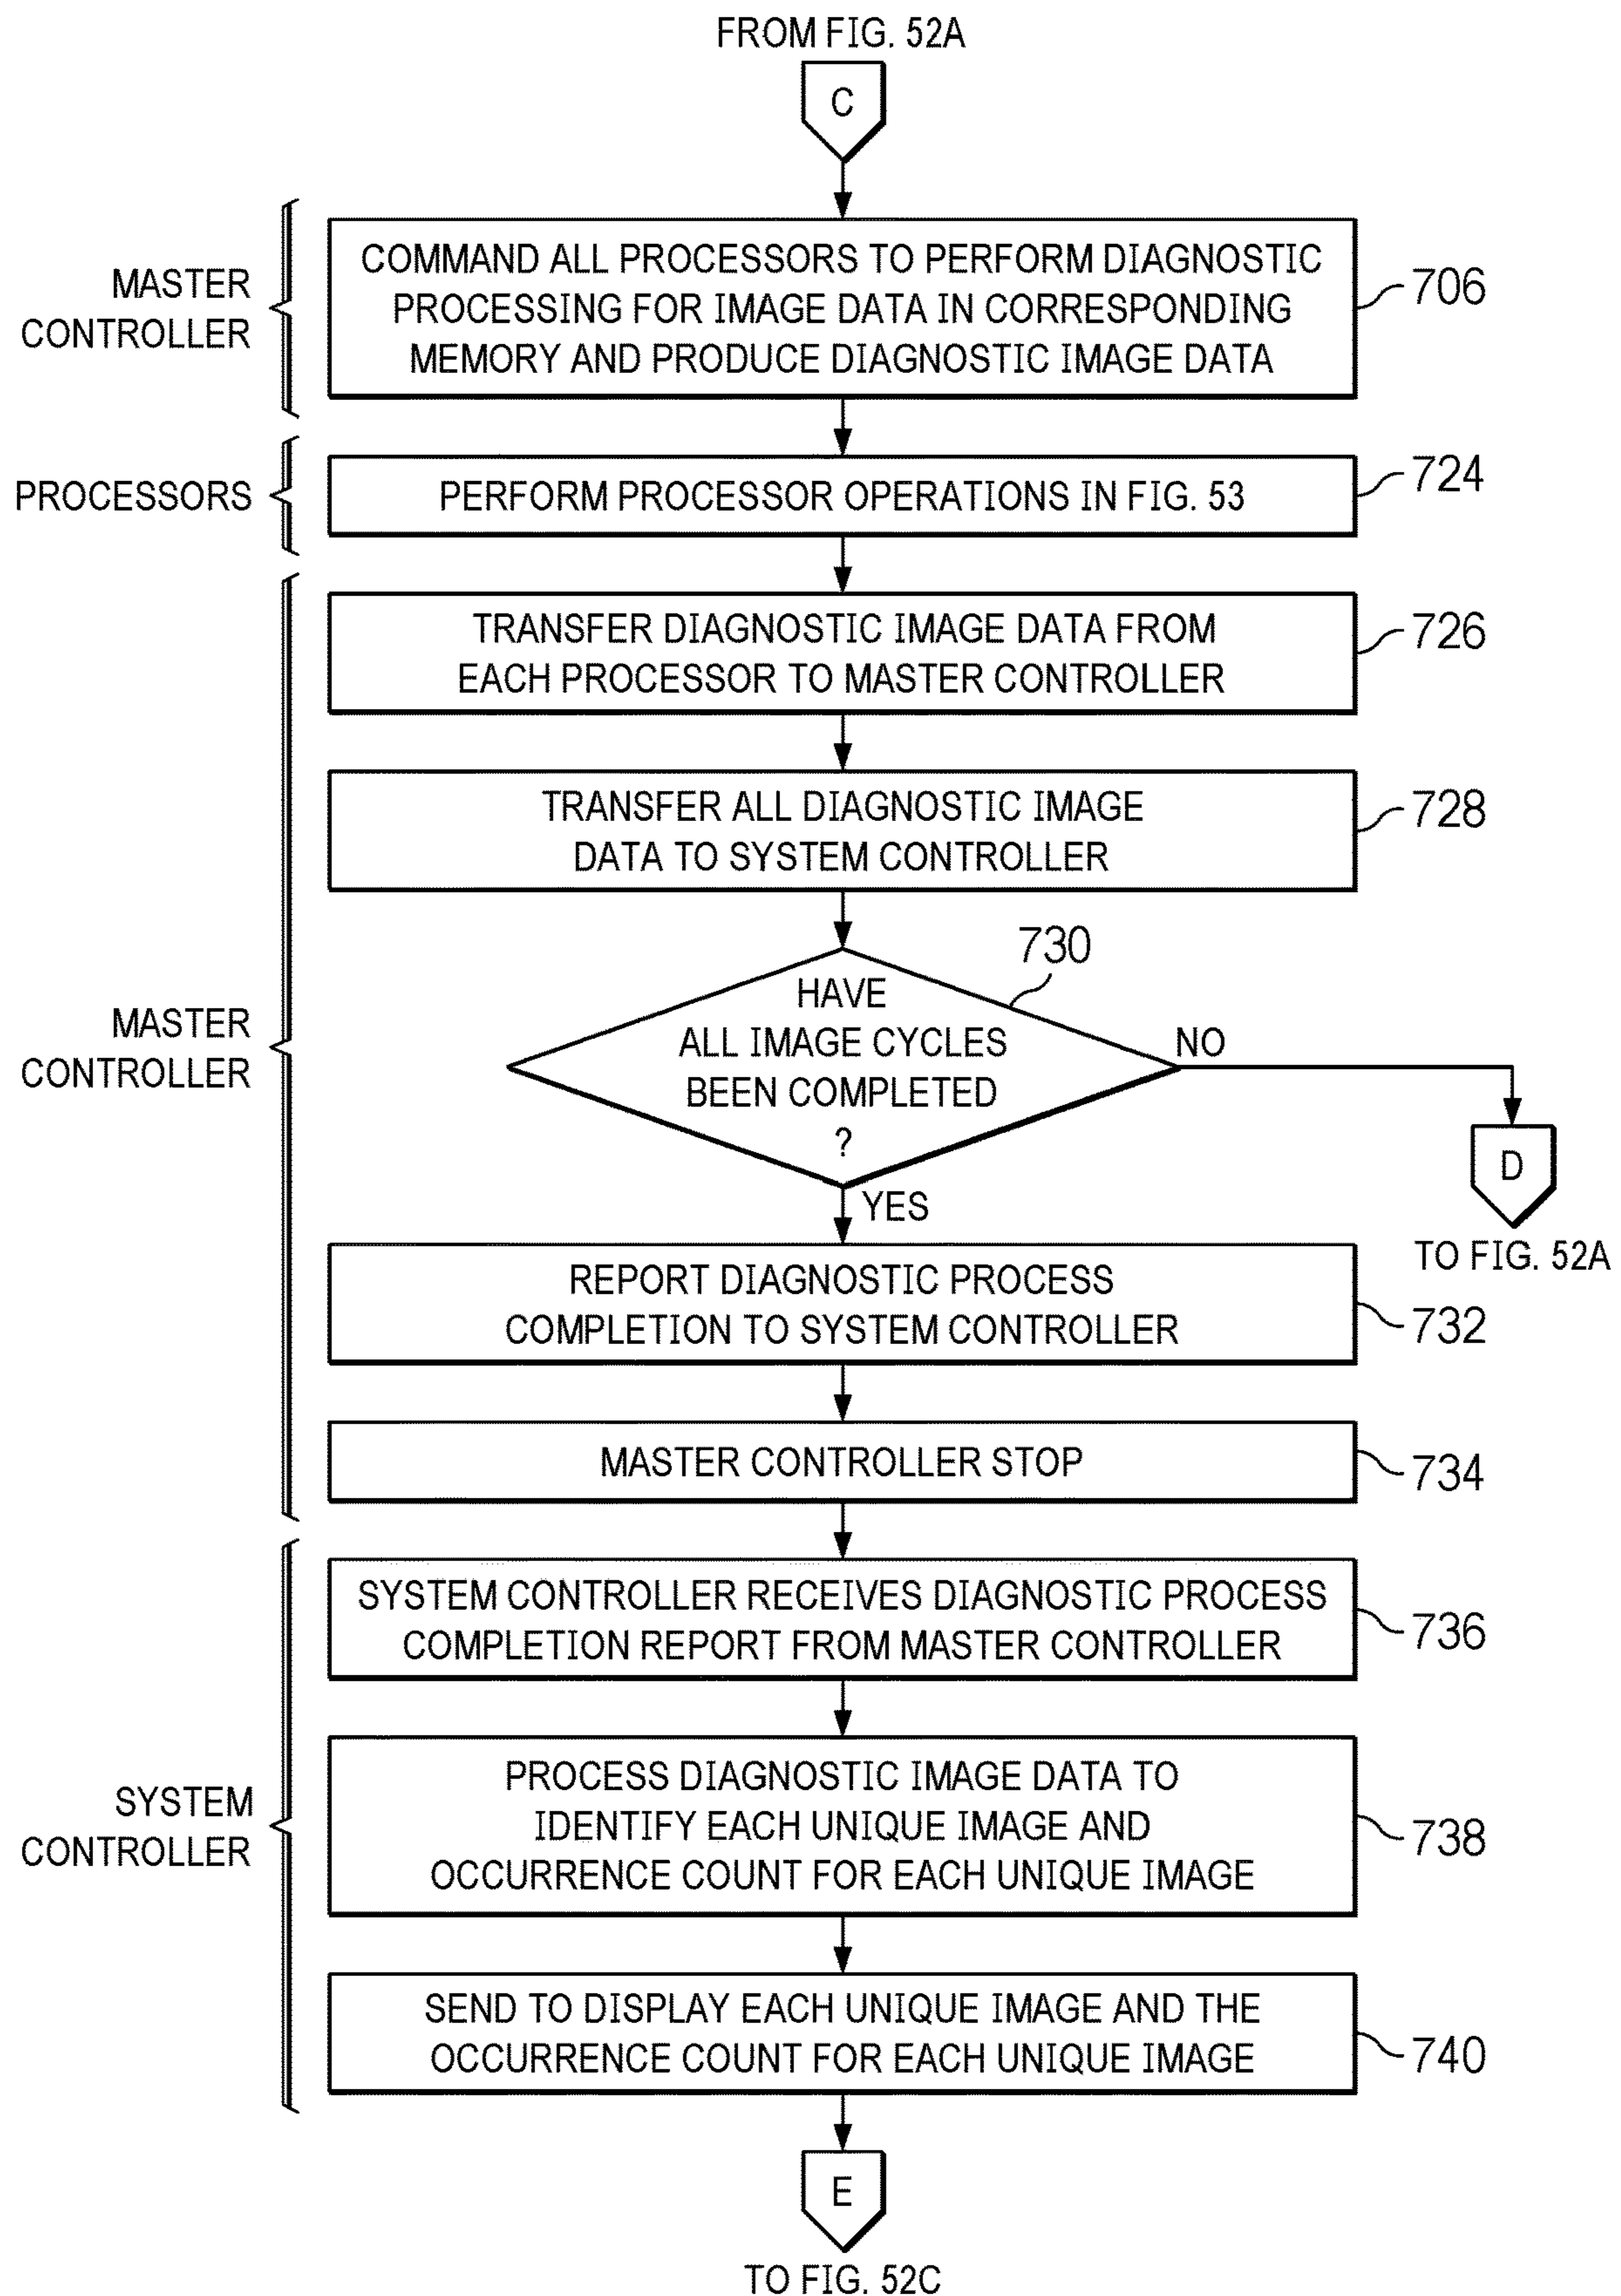 FROM FIG. 52A
C
MASTER
CONTROLLER
COMMAND ALL PROCESSORS TO PERFORM DIAGNOSTIC
PROCESSING FOR IMAGE DATA IN CORRESPONDING
MEMORY AND PRODUCE DIAGNOSTIC IMAGE DATA
706
PROCESSORS
PERFORM PROCESSOR OPERATIONS IN FIG. 53
724
TRANSFER DIAGNOSTIC IMAGE DATA FROM
EACH PROCESSOR TO MASTER CONTROLLER
726
TRANSFER ALL DIAGNOSTIC IMAGE
DATA TO SYSTEM CONTROLLER
728
MASTER
CONTROLLER
730
HAVE
ALL IMAGE CYCLES
BEEN COMPLETED
?
NO
D
TO FIG. 52A
YES
REPORT DIAGNOSTIC PROCESS
COMPLETION TO SYSTEM CONTROLLER
732
MASTER CONTROLLER STOP
734
SYSTEM CONTROLLER RECEIVES DIAGNOSTIC PROCESS
COMPLETION REPORT FROM MASTER CONTROLLER
736
SYSTEM
CONTROLLER
PROCESS DIAGNOSTIC IMAGE DATA TO
IDENTIFY EACH UNIQUE IMAGE AND
OCCURRENCE COUNT FOR EACH UNIQUE IMAGE
738
SEND TO DISPLAY EACH UNIQUE IMAGE AND THE
OCCURRENCE COUNT FOR EACH UNIQUE IMAGE
740
E
TO FIG. 52C